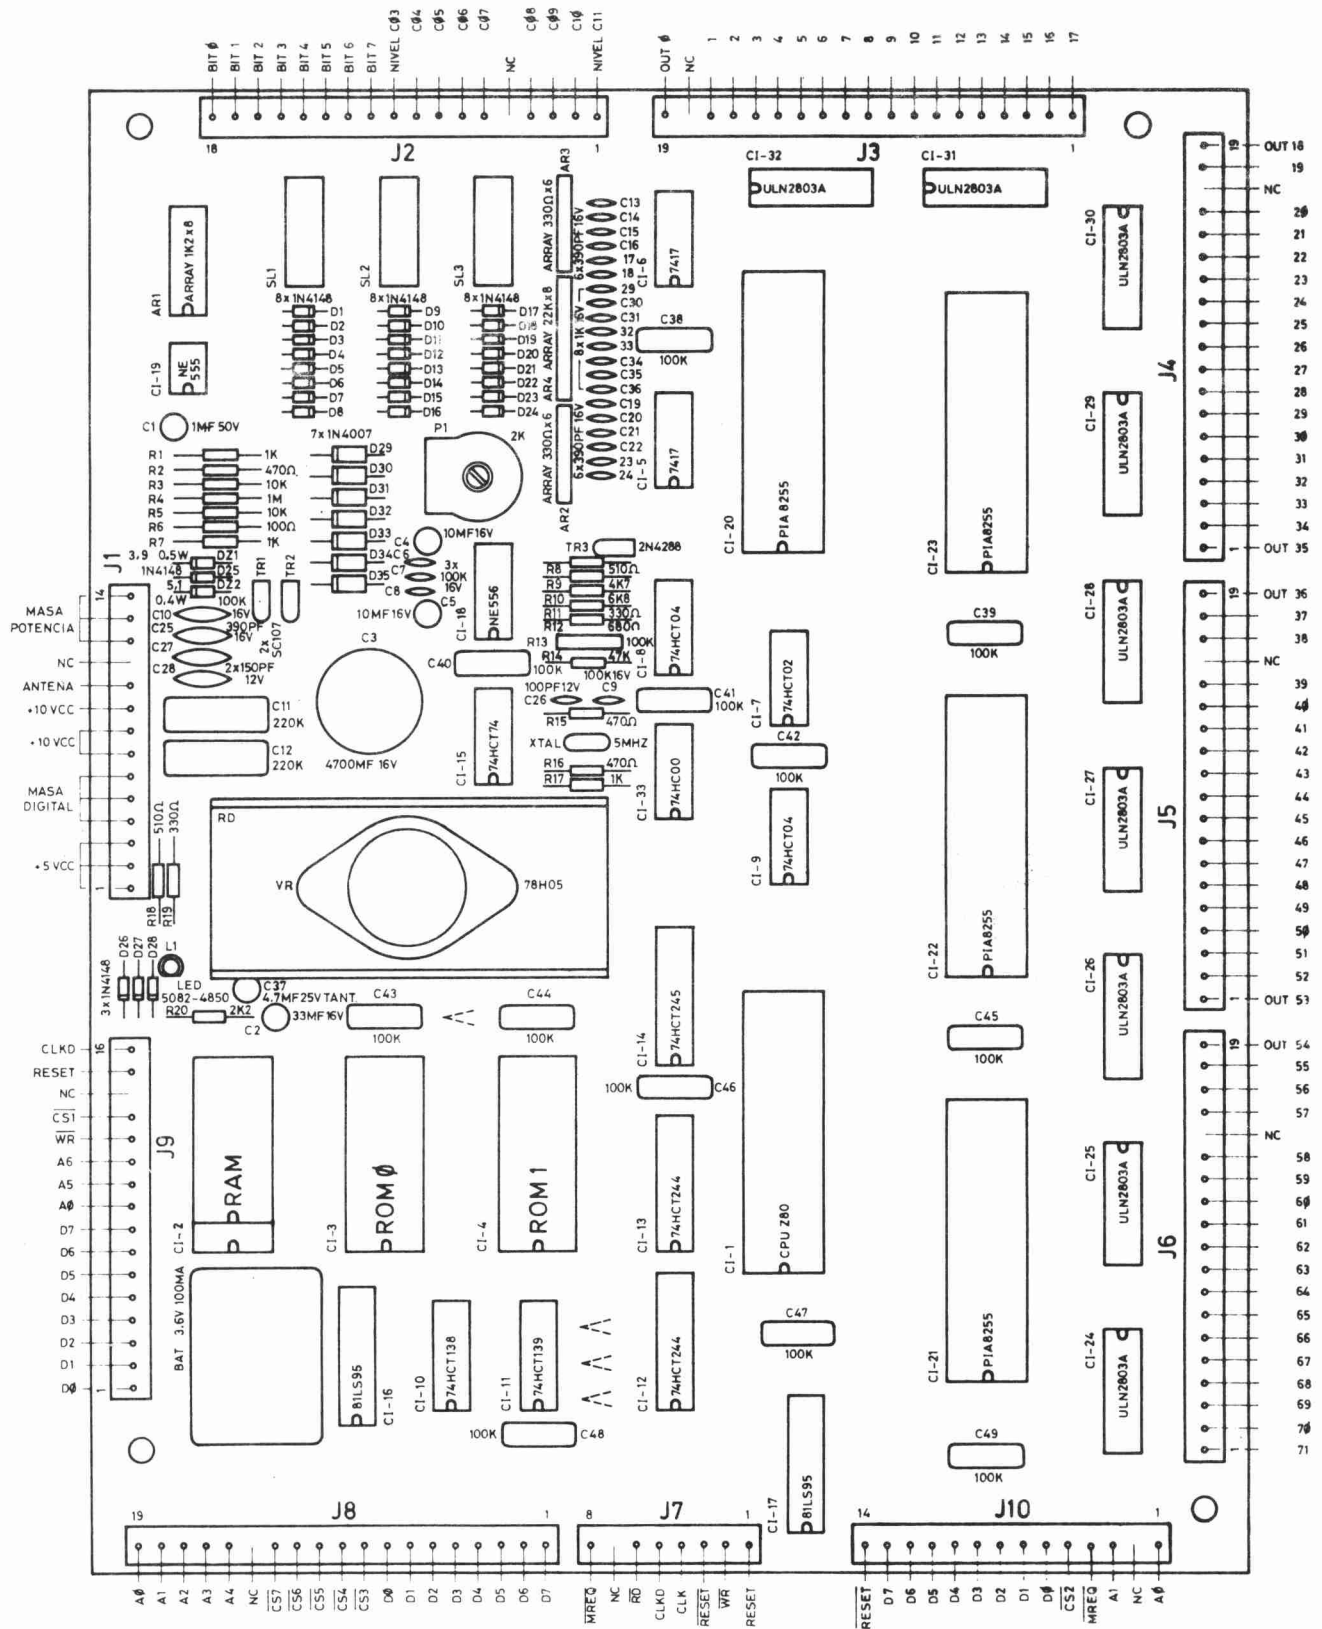 BIT Ø
BIT 1
BIT 2
BIT 3
BIT 4
BIT 5
BIT 6
BIT 7
NIVEL CØ3
CØ4
CØ5
CØ6
CØ7
NC
CØ8
CØ9
C1Ø
NIVEL C11
OUT Ø
NC
1
2
3
4
5
6
7
8
9
10
11
12
13
14
15
16
17
18
J2
1
19
J3
1
CI-32
ULN2803A
CI-31
ULN2803A
AR1
ARRAY 1K2x8
SL1
SL2
SL3
AR3
ARRAY 330Ω x6
ARRAY 22Kx8
AR4
ARRAY 330Ω x6
AR2
C13
C14
C15
C16
17
18
29
C30
C31
32
33
C34
C35
C36
C19
C20
C21
C22
23
24
6x390PF 16V
8x1K 16V
6x390PF 16V
CI-6
7417
C38
100K
CI-5
7417
8x1N4148
D1
D2
D3
D4
D5
D6
D7
D8
8x1N4148
D9
D10
D11
D12
D13
D14
D15
D16
8x1N4148
D17
D18
D19
D20
D21
D22
D23
D24
CI-19
NE
555
C1
1MF 50V
R1
1K
R2
470Ω
R3
10K
R4
1M
R5
10K
R6
100Ω
R7
1K
7x1N4007
D29
D30
D31
D32
D33
D34
D35
P1
2K
C4
10MF16V
C6
C7
C8
3x
100K
16V
C5
10MF16V
CI-18
NE556
TR3
2N4288
R8
510Ω
R9
4K7
R10
6K8
R11
330Ω
R12
680Ω
R13
100K
R14
47K
CI-8
74HCT04
CI-20
PIA 8255
CI-23
PIA8255
C39
100K
3,9
0.5W
DZ1
1N4148
DZ5
5,1
DZ2
0.4W
100K
16V
C10
C25
390PF
16V
C27
C28
2x150PF
12V
TR1
TR2
2x
SC107
C3
4700MF 16V
C40
100K
100K16V
100PF12V
C26
C9
R15
470Ω
C41
100K
XTAL
5MHZ
R16
470Ω
R17
1K
CI-15
74HCT74
CI-33
74HC00
CI-7
74HCT02
C42
100K
CI-9
74HCT04
J1
14
MASA
POTENCIA
NC
ANTENA
+10 VCC
+10 VCC
MASA
DIGITAL
+5 VCC
1
C11
220K
C12
220K
510Ω
330Ω
R18
R19
RD
VR
78H05
CI-22
PIA8255
C45
100K
D26
D27
D28
3x1N4148
L1
LED
5082-4850
R20
2K2
C37
4.7MF25V TANT.
C2
33MF16V
C43
100K
C44
100K
CI-14
74HCT245
100K
C46
CLKD
16
RESET
NC
C̅S̅1̅
W̅R̅
A6
A5
AØ
D7
D6
D5
D4
D3
D2
D1
DØ
1
J9
CI-2
RAM
CI-3
ROM Ø
CI-4
ROM 1
CI-13
74HCT244
CI-1
CPU Z80
CI-21
PIA8255
BAT 3.6V 100MA
81LS95
CI-16
CI-10
74HCT138
CI-11
74HCT139
CI-12
74HCT244
C47
100K
100K
C48
CI-17
81LS95
C49
100K
CI-30
ULN2803A
CI-29
ULN2803A
CI-28
ULN2803A
CI-27
ULN2803A
CI-26
ULN2803A
CI-25
ULN2803A
CI-24
ULN2803A
J4
19
OUT 18
19
NC
2Ø
21
22
23
24
25
26
27
28
29
3Ø
31
32
33
34
1
OUT 35
J5
19
OUT 36
37
38
NC
39
4Ø
41
42
43
44
45
46
47
48
49
5Ø
51
52
1
OUT 53
J6
19
OUT 54
55
56
57
NC
58
59
6Ø
61
62
63
64
65
66
67
68
69
7Ø
1
71
19
J8
1
AØ
A1
A2
A3
A4
NC
C̅S̅7̅
C̅S̅6̅
C̅S̅5̅
C̅S̅4̅
C̅S̅3̅
DØ
D1
D2
D3
D4
D5
D6
D7
8
J7
1
M̅R̅E̅Q̅
NC
R̅D̅
CLKD
CLK
R̅E̅S̅E̅T̅
W̅R̅
RESET
14
J10
1
R̅E̅S̅E̅T̅
D7
D6
D5
D4
D3
D2
D1
DØ
C̅S̅2̅
M̅R̅E̅Q̅
A1
NC
AØ